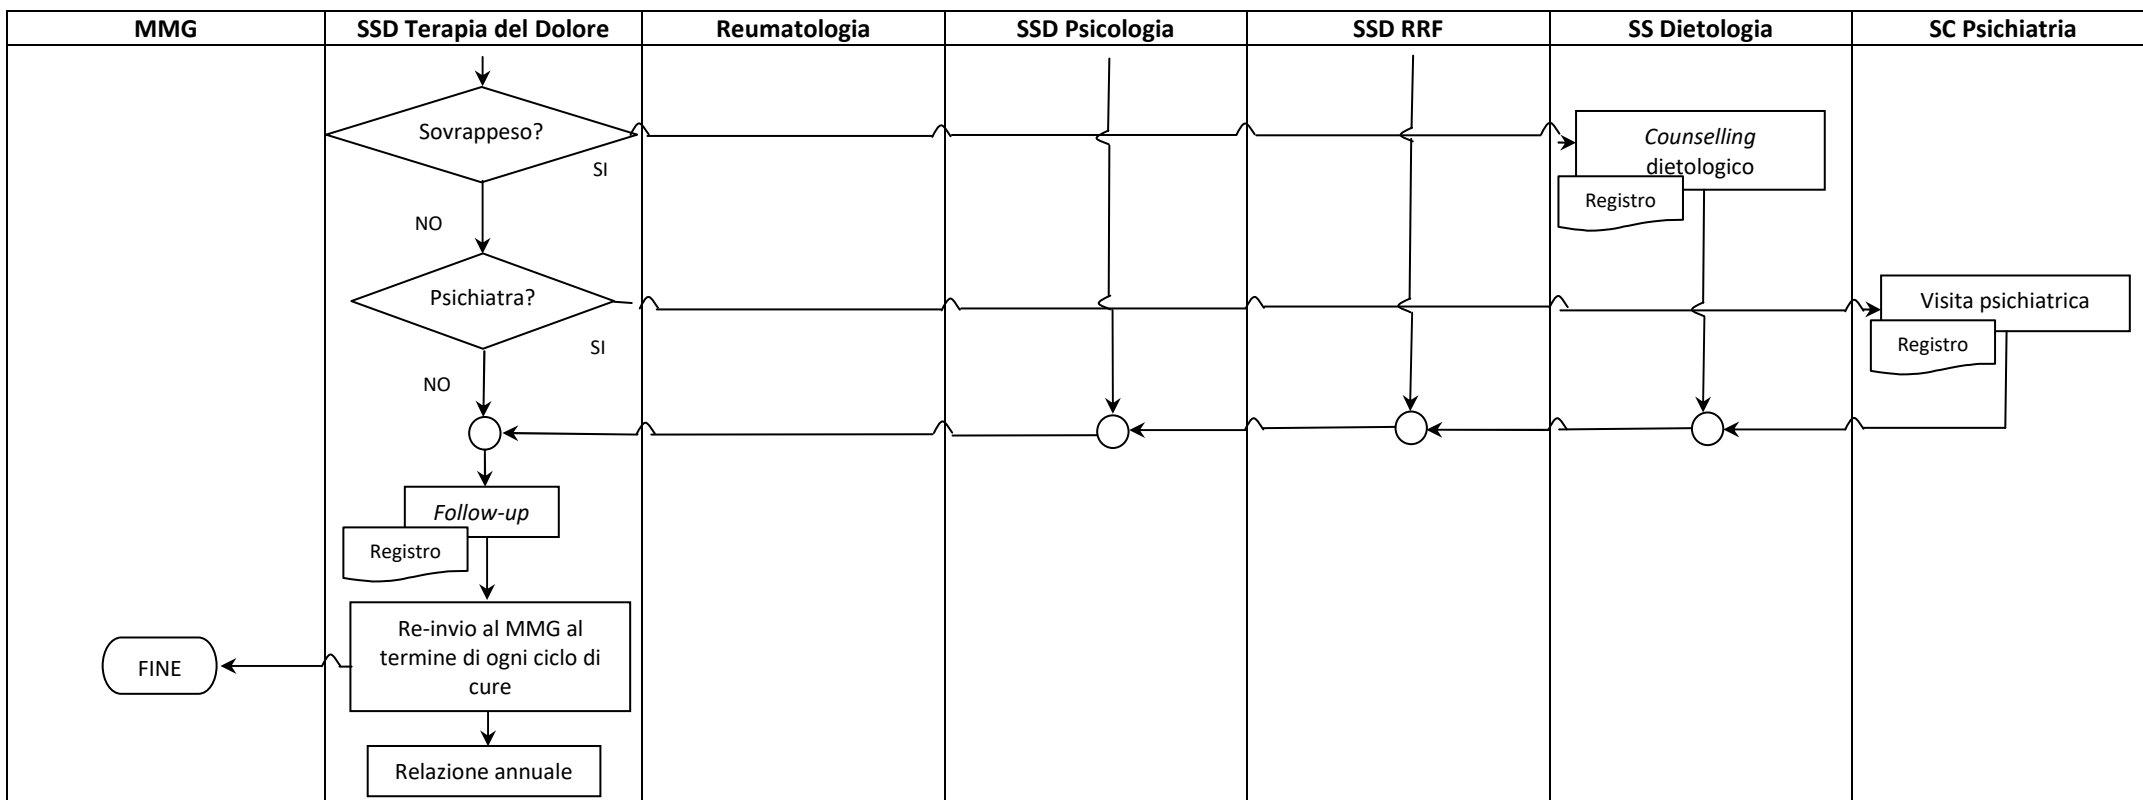 MMG
SSD Terapia del Dolore
Reumatologia
SSD Psicologia
SSD RRF
SS Dietologia
SC Psichiatria
Sovrappeso?
SI
Counselling
dietologico
Registro
NO
Psichiatra?
SI
Visita psichiatrica
Registro
NO
Follow-up
Registro
Re-invio al MMG al
termine di ogni ciclo di
cure
FINE
Relazione annuale